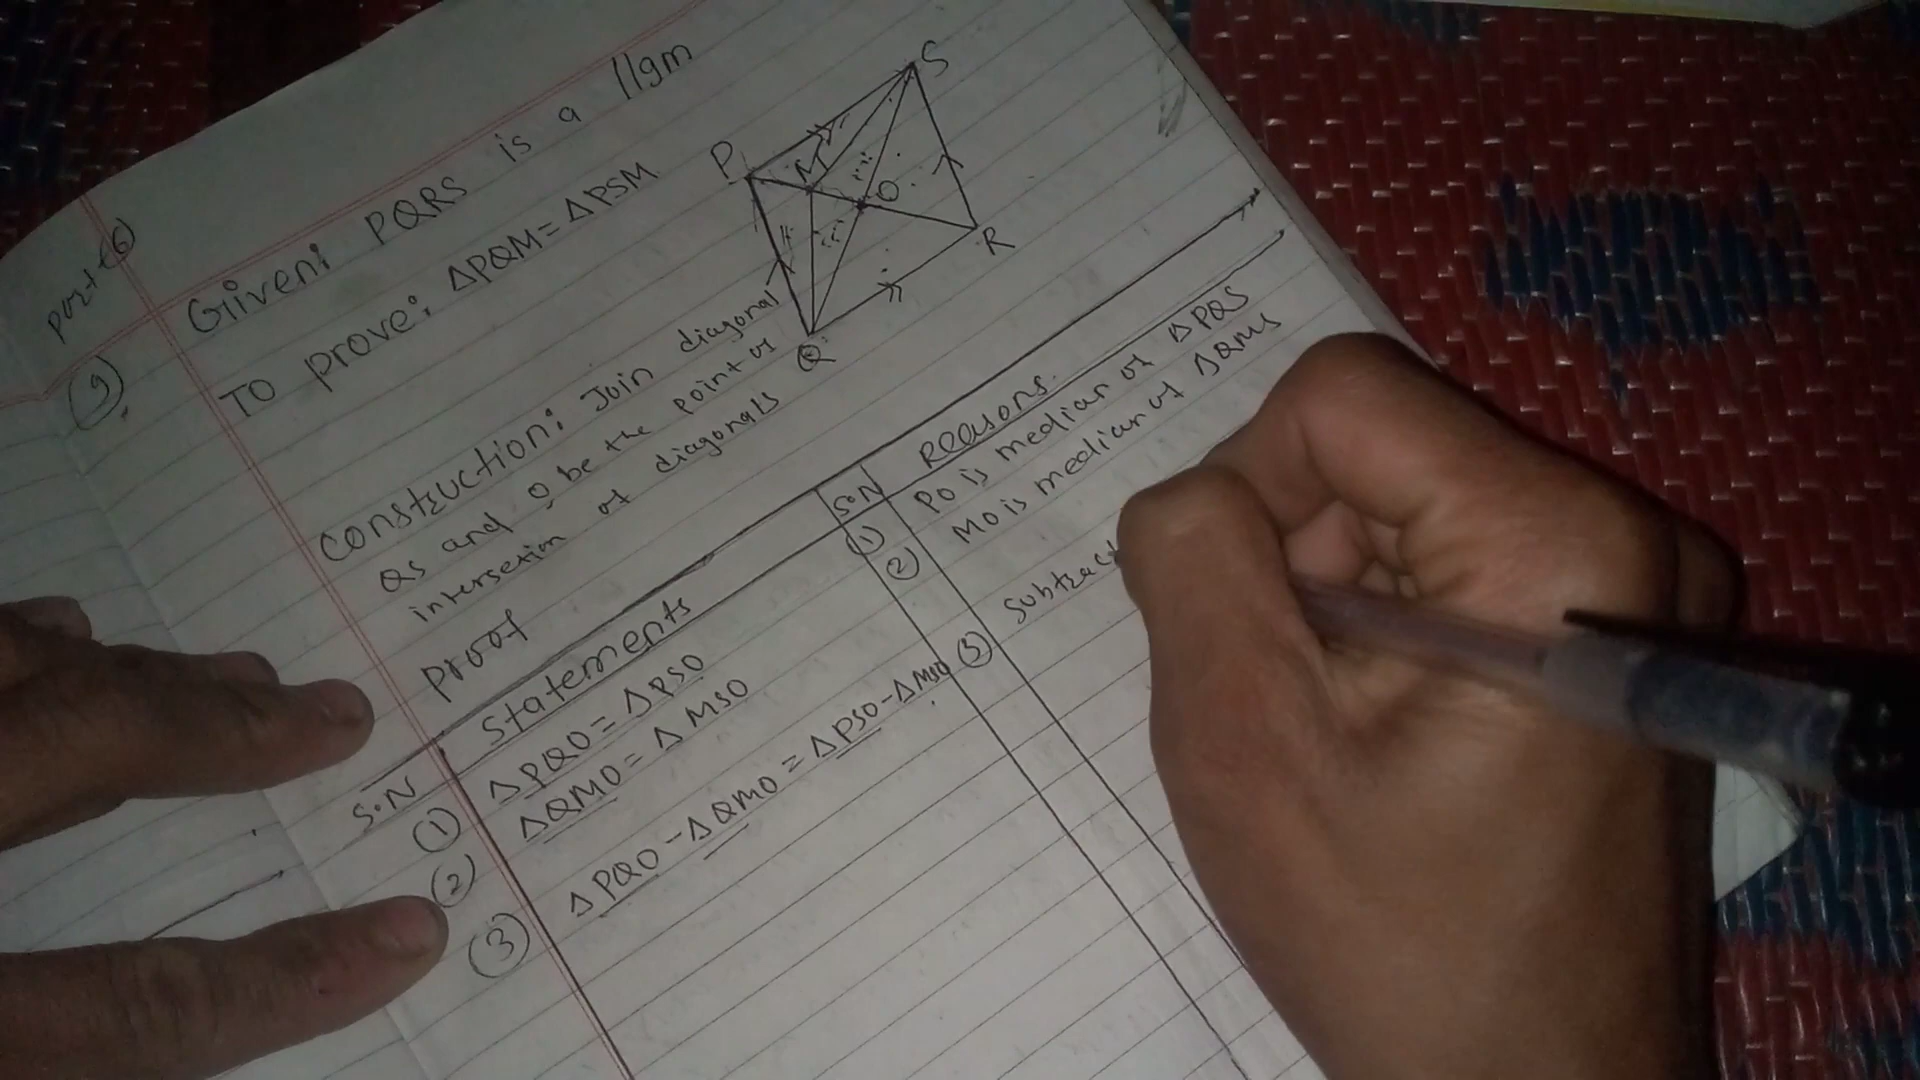 part-(6)
(9)
Given: PQRS is a llgm
TO prove: ΔPQM = ΔPSM
P
S
M
O
R
Q
Construction: Join diagonal
QS and O be the point of
intersexion of diagonals
proof
S.N Statements S.N Reasons.
(1) ΔPQO = ΔPSO (1) PO is median of ΔPQS
(2) ΔQMO = ΔMSO (2) MO is median of ΔQMS
(3) ΔPQO - ΔQMO = ΔPSO - ΔMSO (3) Subtract